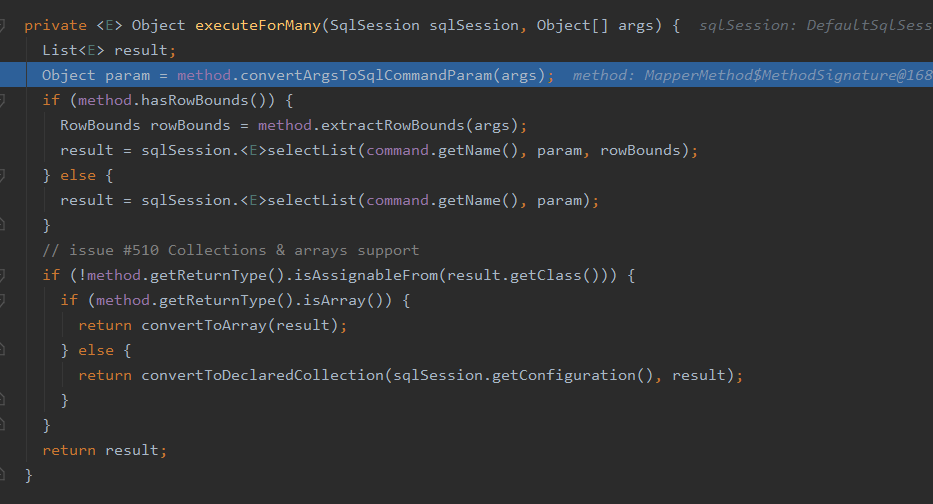 private <E> Object executeForMany(SqlSession sqlSession, Object[] args) {  sqlSession: DefaultSqlSess
  List<E> result;
  Object param = method.convertArgsToSqlCommandParam(args);  method: MapperMethod$MethodSignature@168
  if (method.hasRowBounds()) {
    RowBounds rowBounds = method.extractRowBounds(args);
    result = sqlSession.<E>selectList(command.getName(), param, rowBounds);
  } else {
    result = sqlSession.<E>selectList(command.getName(), param);
  }
  // issue #510 Collections & arrays support
  if (!method.getReturnType().isAssignableFrom(result.getClass())) {
    if (method.getReturnType().isArray()) {
      return convertToArray(result);
    } else {
      return convertToDeclaredCollection(sqlSession.getConfiguration(), result);
    }
  }
  return result;
}